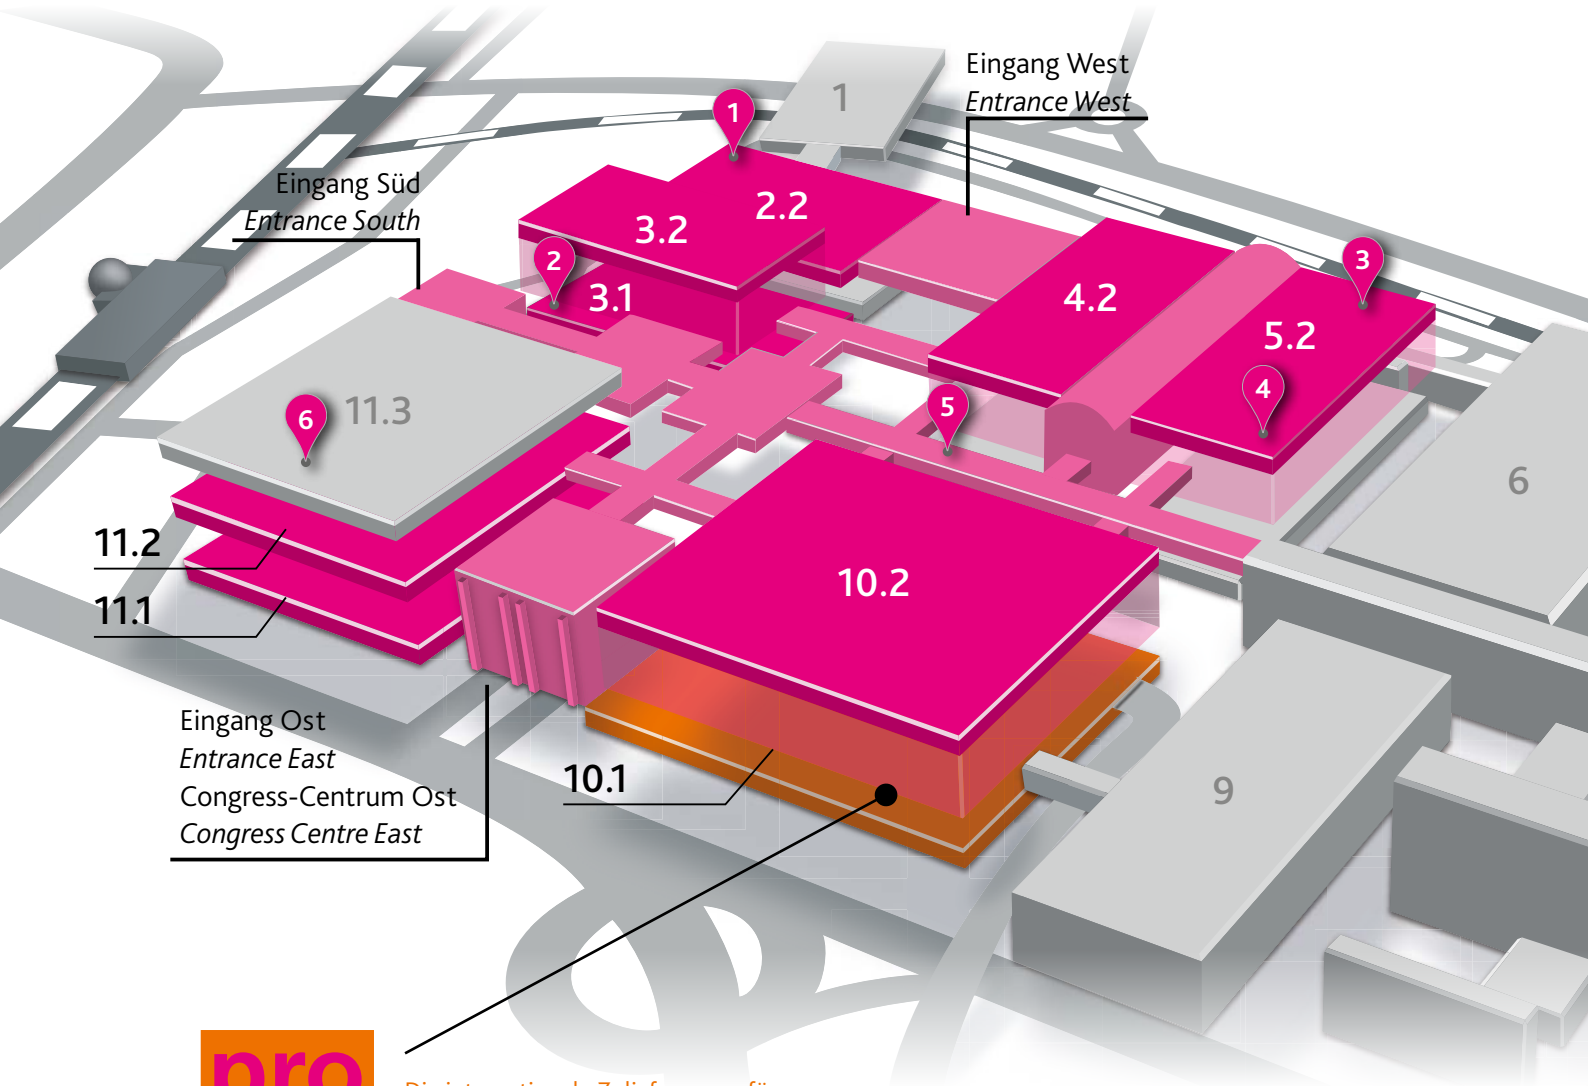 Eingang West
Entrance West
1
1
Eingang Süd
Entrance South
2.2
3.2
2
3
3.1
4.2
5.2
4
5
6
11.3
6
11.2
10.2
11.1
Eingang Ost
Entrance East
Congress-Centrum Ost
Congress Centre East
10.1
9
pro